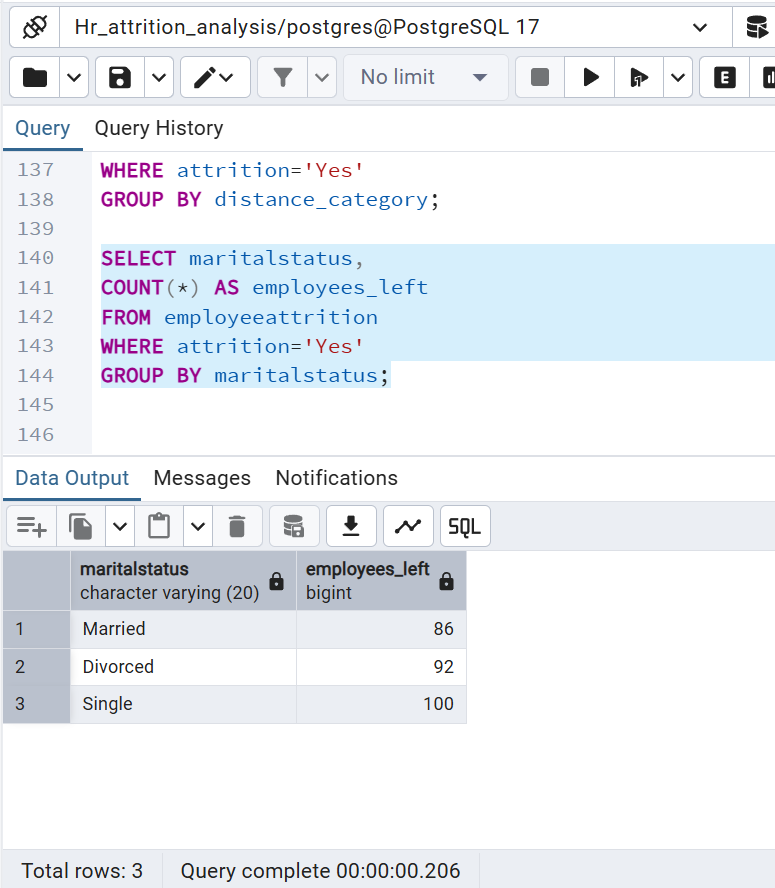 Hr_attrition_analysis/postgres@PostgreSQL 17
No limit
E
Query Query History
137 WHERE attrition='Yes'
138 GROUP BY distance_category;
139
140 SELECT maritalstatus,
141 COUNT(*) AS employees_left
142 FROM employeeattrition
143 WHERE attrition='Yes'
144 GROUP BY maritalstatus;
145
146
Data Output Messages Notifications
SQL
maritalstatus employees_left
character varying (20) bigint
1 Married 86
2 Divorced 92
3 Single 100
Total rows: 3 Query complete 00:00:00.206